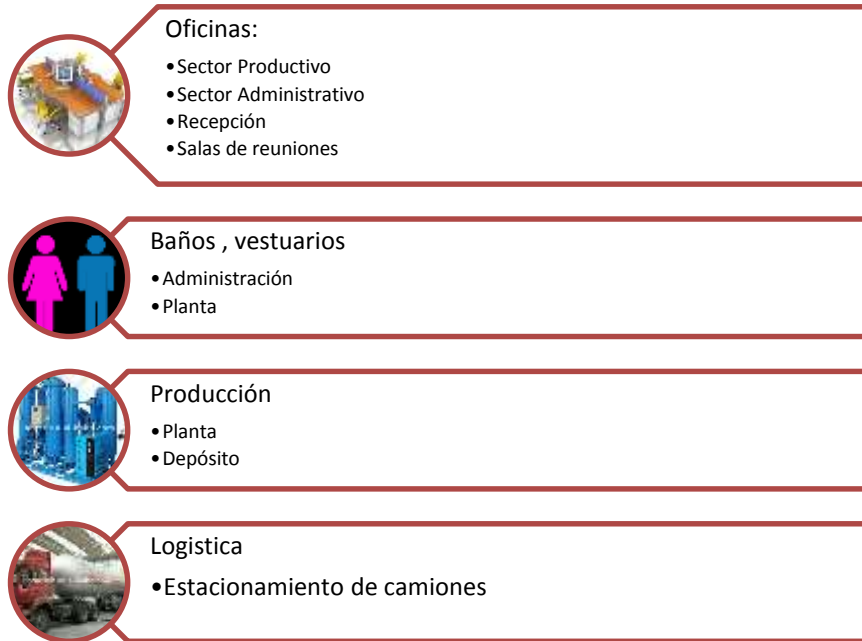 Oficinas:
•Sector Productivo
•Sector Administrativo
•Recepción
•Salas de reuniones
Baños , vestuarios
•Administración
•Planta
Producción
•Planta
•Depósito
Logistica
•Estacionamiento de camiones